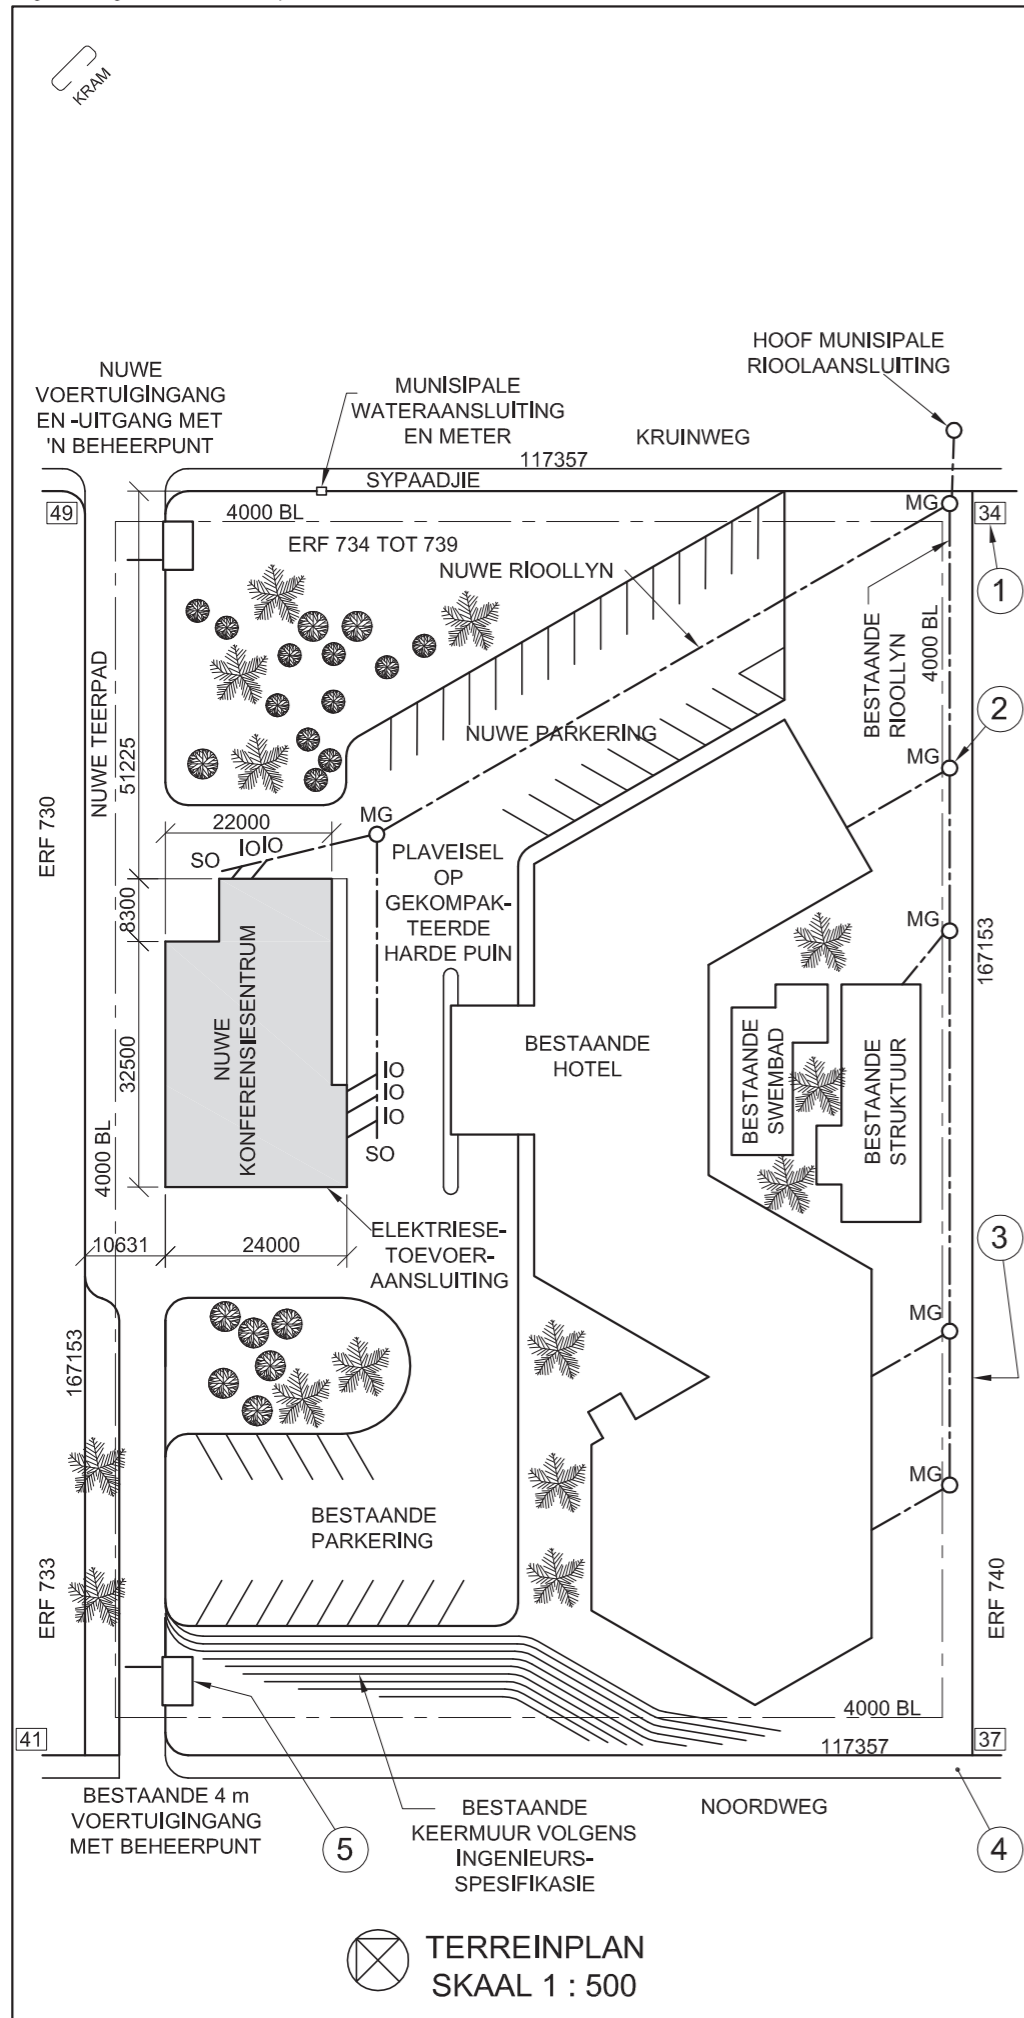 KRAM
HOOF MUNISIPALE
RIOOLAANSLUITING
NUWE
VOERTUIGINGANG
EN -UITGANG MET
'N BEHEERPUNT
MUNISIPALE
WATERAANSLUITING
EN METER
KRUINWEG
117357
SYPAADJIE
49
4000 BL
MG
34
ERF 734 TOT 739
NUWE RIOOLLYN
1
BESTAANDE
RIOOLLYN
4000 BL
2
NUWE TEERPAD
51225
NUWE PARKERING
MG
ERF 730
22000
MG
SO
IO
IO
PLAVEISEL
OP
GEKOMPAK-
TEERDE
HARDE PUIN
8300
MG
167153
NUWE
KONFERENSIESENTRUM
32500
BESTAANDE
HOTEL
BESTAANDE
SWEMBAD
BESTAANDE
STRUKTUUR
IO
IO
IO
SO
4000 BL
10631
24000
ELEKTRIESE-
TOEVOER-
AANSLUITING
3
167153
MG
MG
BESTAANDE
PARKERING
ERF 733
ERF 740
4000 BL
41
117357
37
BESTAANDE 4 m
VOERTUIGINGANG
MET BEHEERPUNT
5
BESTAANDE
KEERMUUR VOLGENS
INGENIEURS-
SPESIFIKASIE
NOORDWEG
4
TERREINPLAN
SKAAL 1 : 500